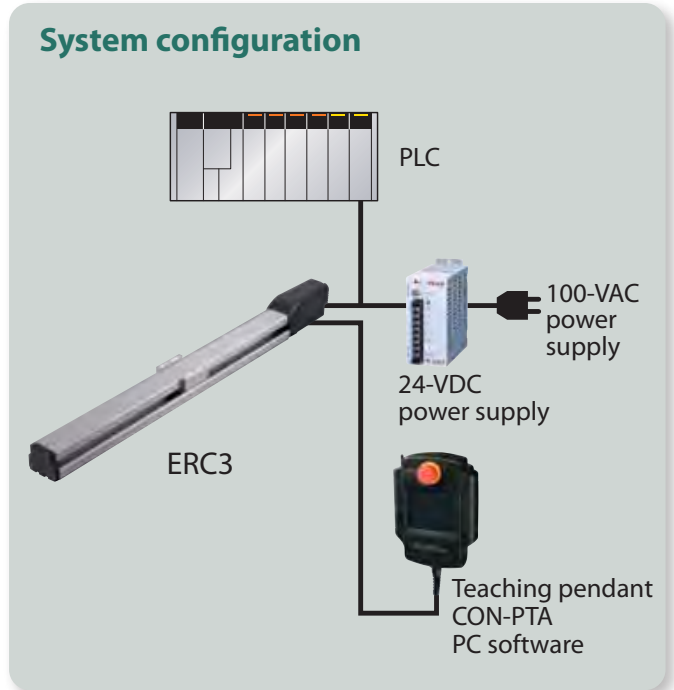 System configuration
PLC
100-VAC
power
supply
24-VDC
power supply
ERC3
Teaching pendant
CON-PTA
PC software